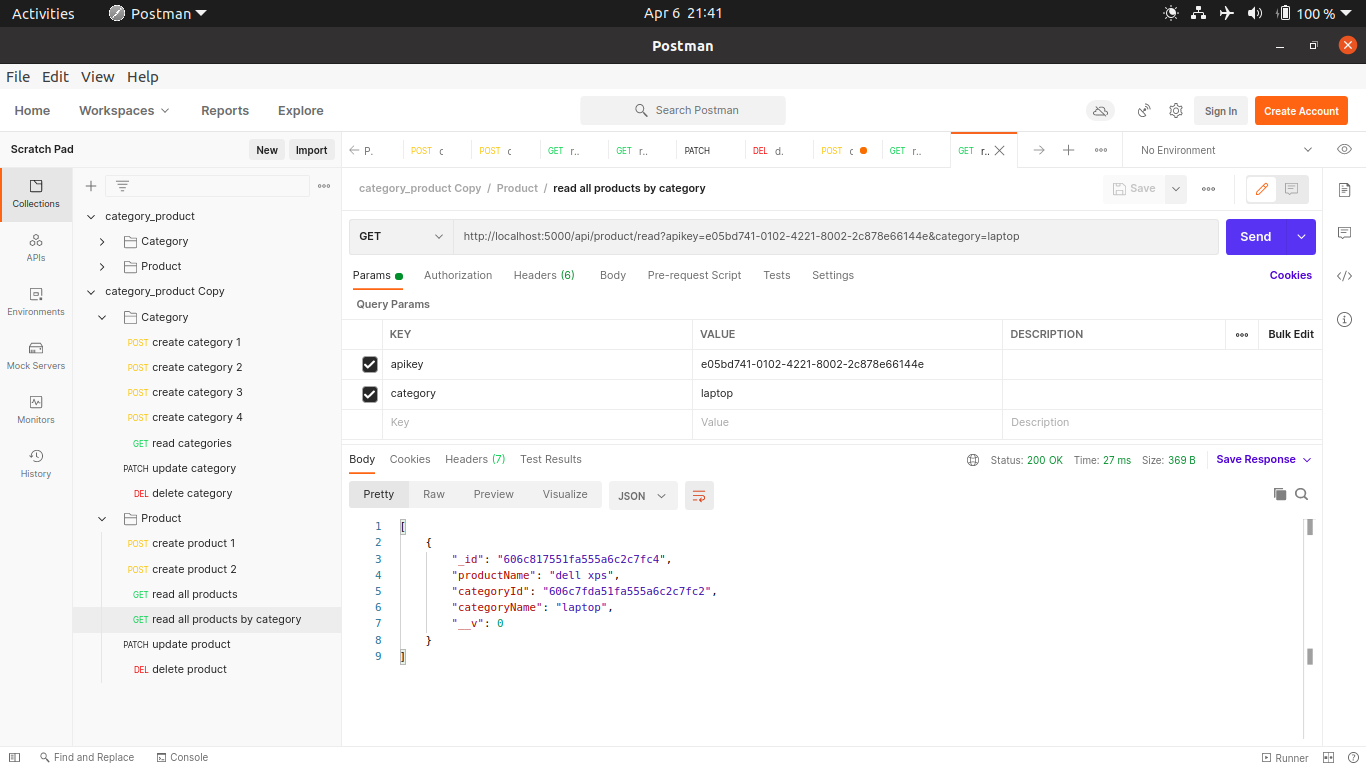 Activities Postman Apr 6 21:41 100 %
Postman
File Edit View Help
Home Workspaces Reports Explore Search Postman Sign In Create Account
Scratch Pad New Import
P. POST c POST c GET r.. GET r.. PATCH DEL d. POST c GET r.. GET r.. No Environment
Collections
APIs
Environments
Mock Servers
Monitors
History
category_product
Category
Product
category_product Copy
Category
POST create category 1
POST create category 2
POST create category 3
POST create category 4
GET read categories
PATCH update category
DEL delete category
Product
POST create product 1
POST create product 2
GET read all products
GET read all products by category
PATCH update product
DEL delete product
category_product Copy / Product / read all products by category Save
GET http://localhost:5000/api/product/read?apikey=e05bd741-0102-4221-8002-2c878e66144e&category=laptop Send
Params Authorization Headers (6) Body Pre-request Script Tests Settings Cookies
Query Params
KEY VALUE DESCRIPTION Bulk Edit
apikey e05bd741-0102-4221-8002-2c878e66144e
category laptop
Key Value Description
Body Cookies Headers (7) Test Results Status: 200 OK Time: 27 ms Size: 369 B Save Response
Pretty Raw Preview Visualize JSON
1 [
2 {
3 "_id": "606c817551fa555a6c2c7fc4",
4 "productName": "dell xps",
5 "categoryId": "606c7fda51fa555a6c2c7fc2",
6 "categoryName": "laptop",
7 "__v": 0
8 }
9 ]
Find and Replace Console Runner